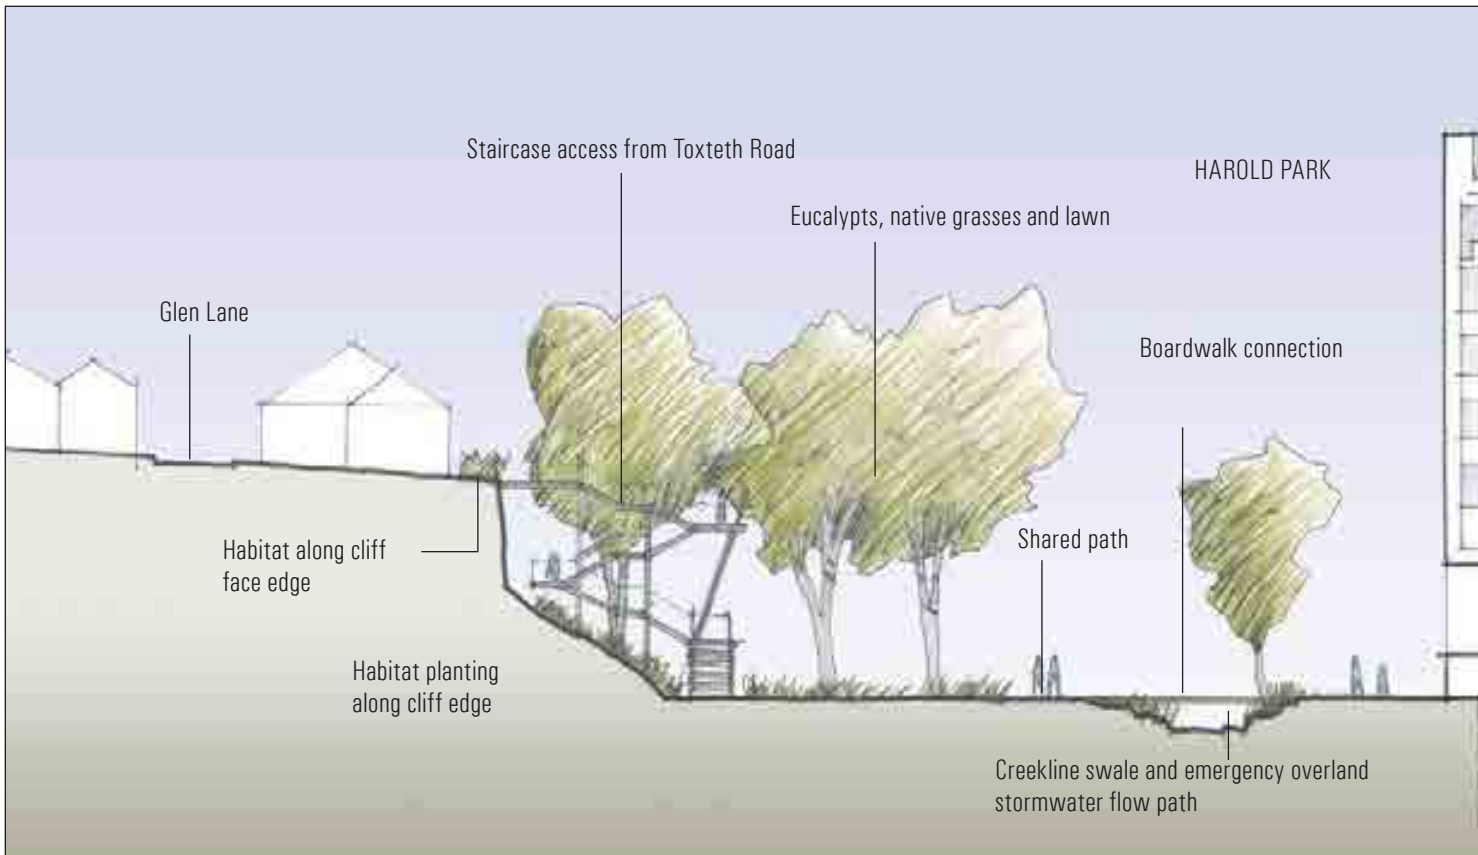 Staircase access from Toxteth Road
HAROLD PARK
Eucalypts, native grasses and lawn
Glen Lane
Boardwalk connection
Shared path
Habitat along cliff
face edge
Habitat planting
along cliff edge
Creekline swale and emergency overland
stormwater flow path